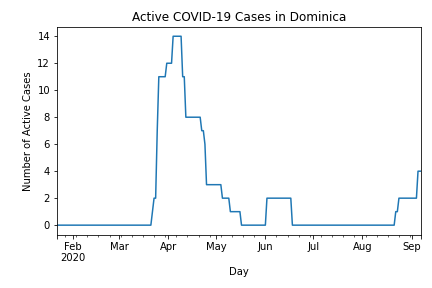 Active COVID-19 Cases in Dominica
14
12
10
8
6
4
2
0
Number of Active Cases
Feb Mar Apr May Jun Jul Aug Sep
2020
Day